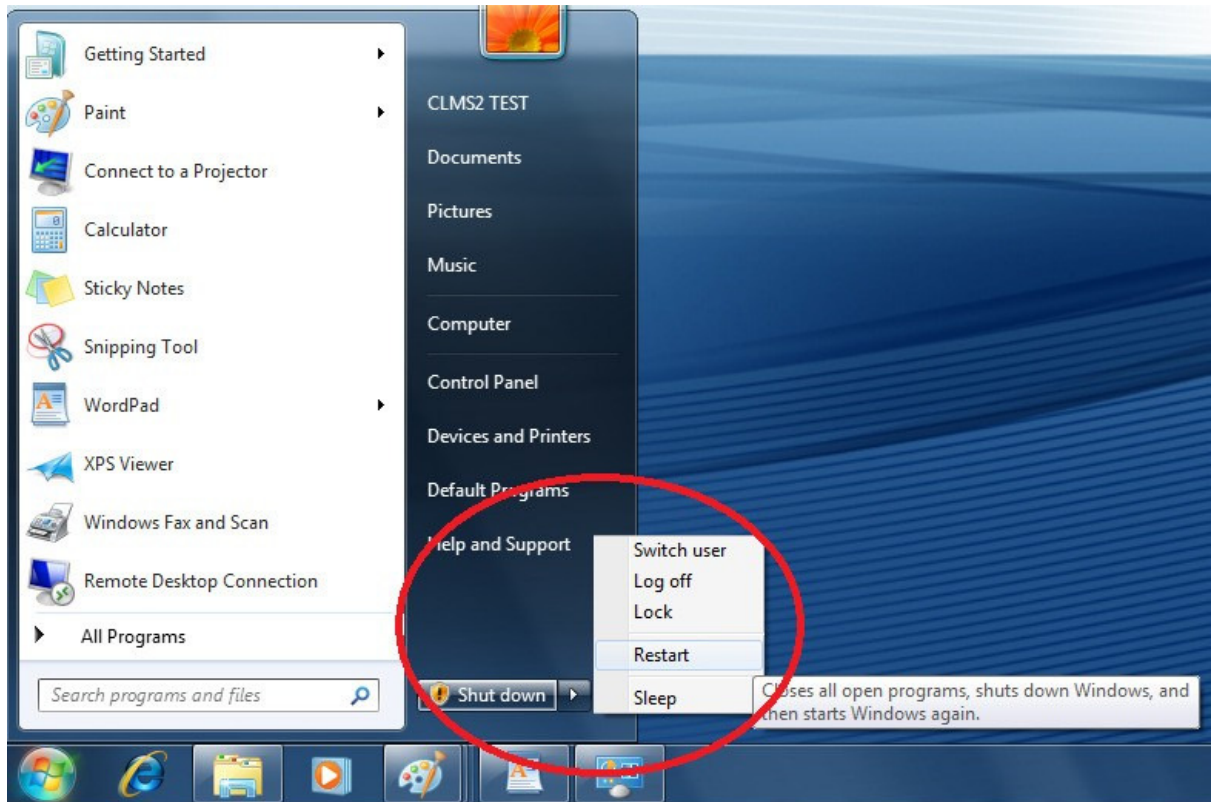 Getting Started
Paint
Connect to a Projector
Calculator
Sticky Notes
Snipping Tool
WordPad
XPS Viewer
Windows Fax and Scan
Remote Desktop Connection
All Programs
Search programs and files
CLMS2 TEST
Documents
Pictures
Music
Computer
Control Panel
Devices and Printers
Default Programs
Help and Support
Shut down
Switch user
Log off
Lock
Restart
Sleep
Closes all open programs, shuts down Windows, and
then starts Windows again.